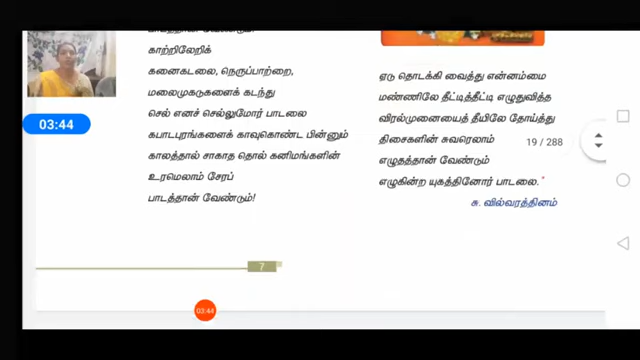 காற்றிலேறிக்
கனைகடலை, நெருப்பாற்றை,
மலைமுகடுகளைக் கடந்து
செல் எனச் செல்லுமோர் பாடலை
கபாடபுரங்களைக் காவுகொண்ட பின்னும்
காலத்தால் சாகாத தொல் கனிமங்களின்
உரமெலாம் சேரப்
பாடத்தான் வேண்டும்!
7
ஏடு தொடக்கி வைத்து என்னம்மை
மண்ணிலே தீட்டித்தீட்டி எழுதுவித்த
விரல்முனையைத் தீயிலே தோய்த்து
திசைகளின் சுவரெலாம்
எழுதத்தான் வேண்டும்
எழுகின்ற யுகத்தினோர் பாடலை.*
சு. வில்வரத்தினம்
19 / 288
03:44
03:44